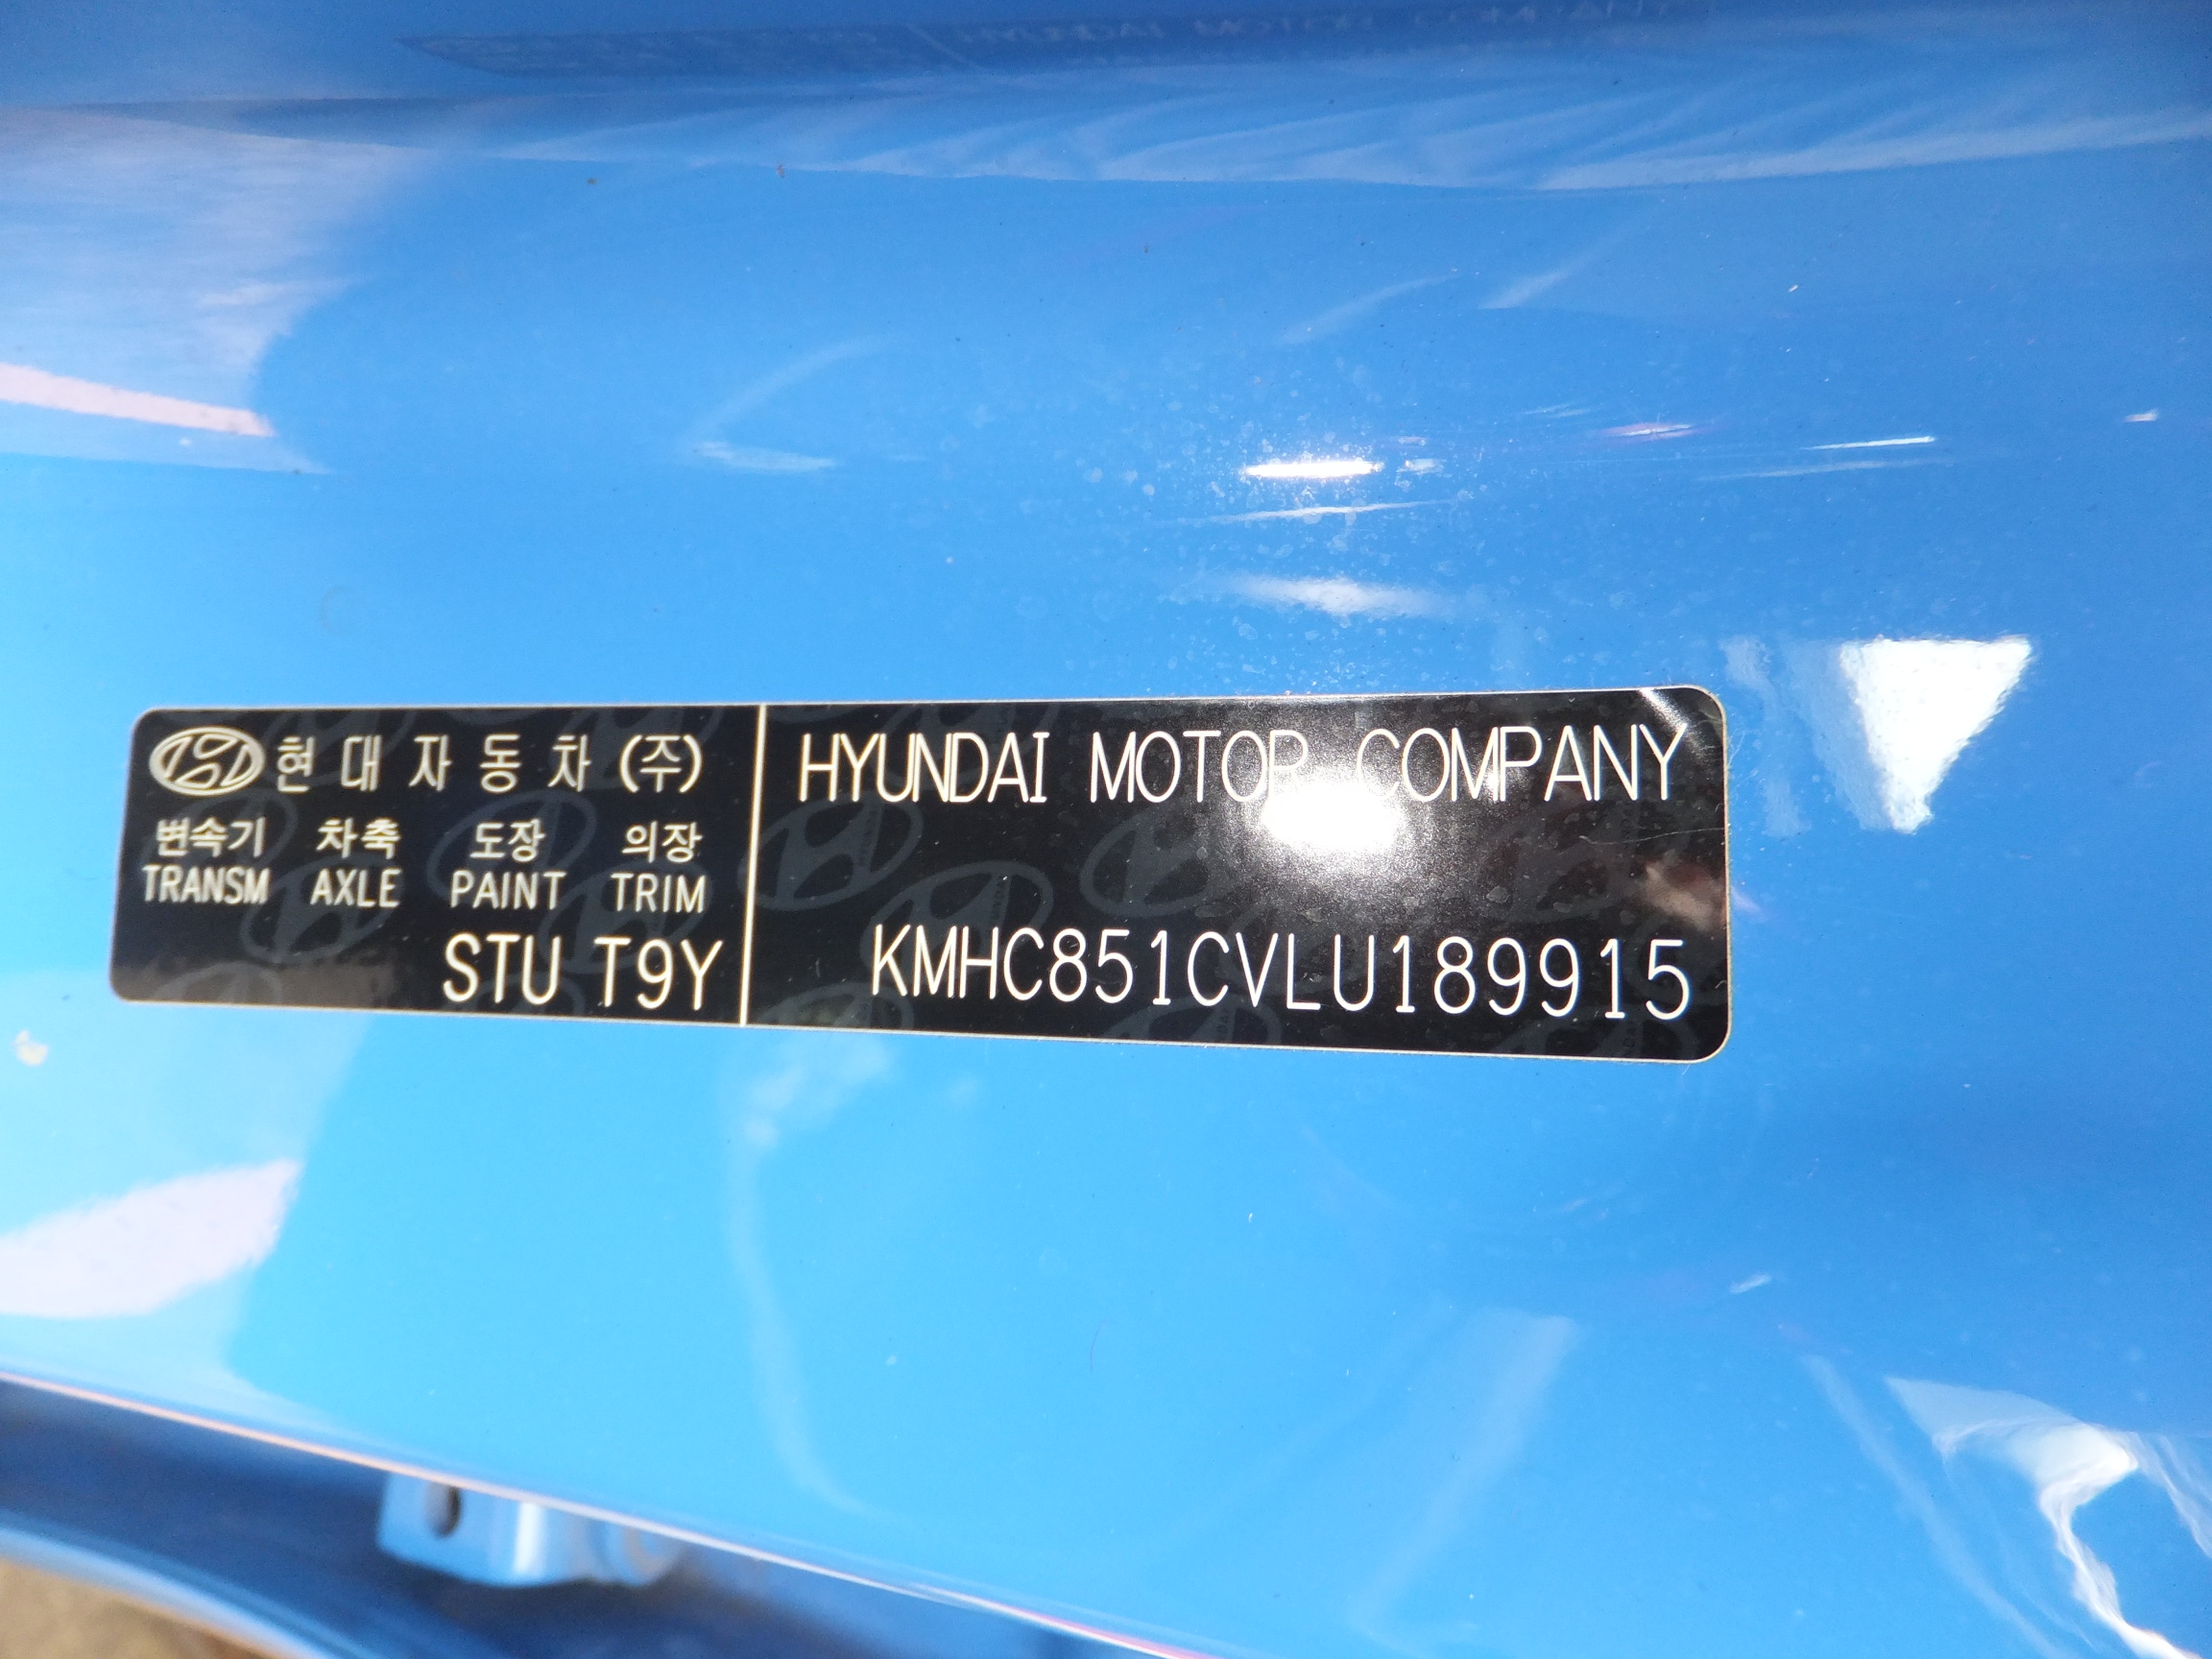 현대자동차(주)
변속기 차축 도장 의장
TRANSM AXLE PAINT TRIM
STU T9Y
HYUNDAI MOTOR COMPANY
KMHC851CVLU189915